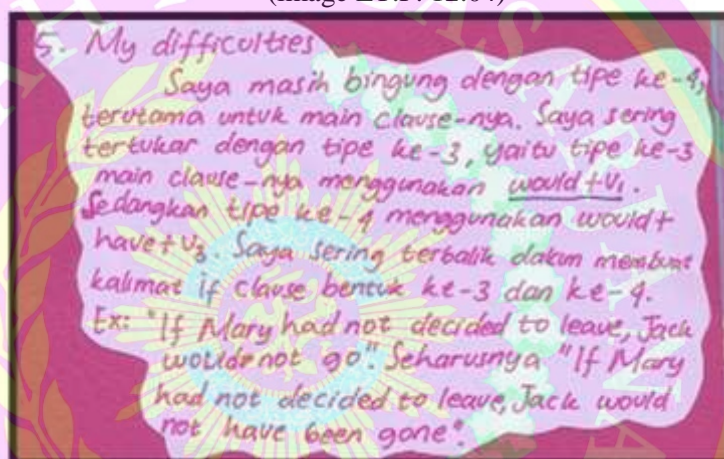 5. My difficulties
Saya masih bingung dengan tipe ke-4,
terutama untuk main clause-nya. Saya sering
tertukar dengan tipe ke-3, yaitu tipe ke-3
main clause-nya menggunakan would+V1.
Sedangkan tipe ke-4 menggunakan would+
have+V3. Saya sering terbalik dalam membuat
kalimat if clause bentuk ke-3 dan ke-4.
Ex: "If Mary had not decided to leave, Jack
would not go". Seharusnya "If Mary
had not decided to leave, Jack would
not have been gone".